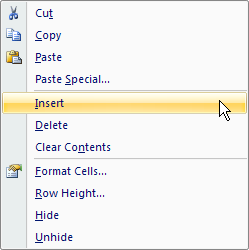 Cut
Copy
Paste
Paste Special...
Insert
Delete
Clear Contents
Format Cells...
Row Height...
Hide
Unhide